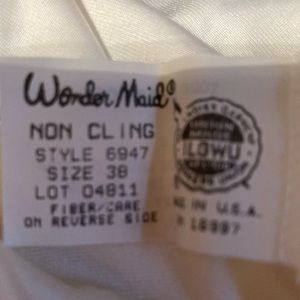 Wonder Maid®
NON CLING
STYLE 6947
SIZE 38
LOT 04811
FIBER/CARE
ON REVERSE SIDE
ILGWU
IN U.S.A.